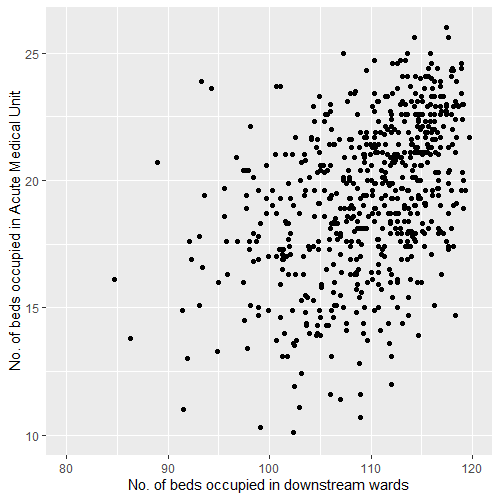 No. of beds occupied in Acute Medical Unit
25
20
15
10
80 90 100 110 120
No. of beds occupied in downstream wards